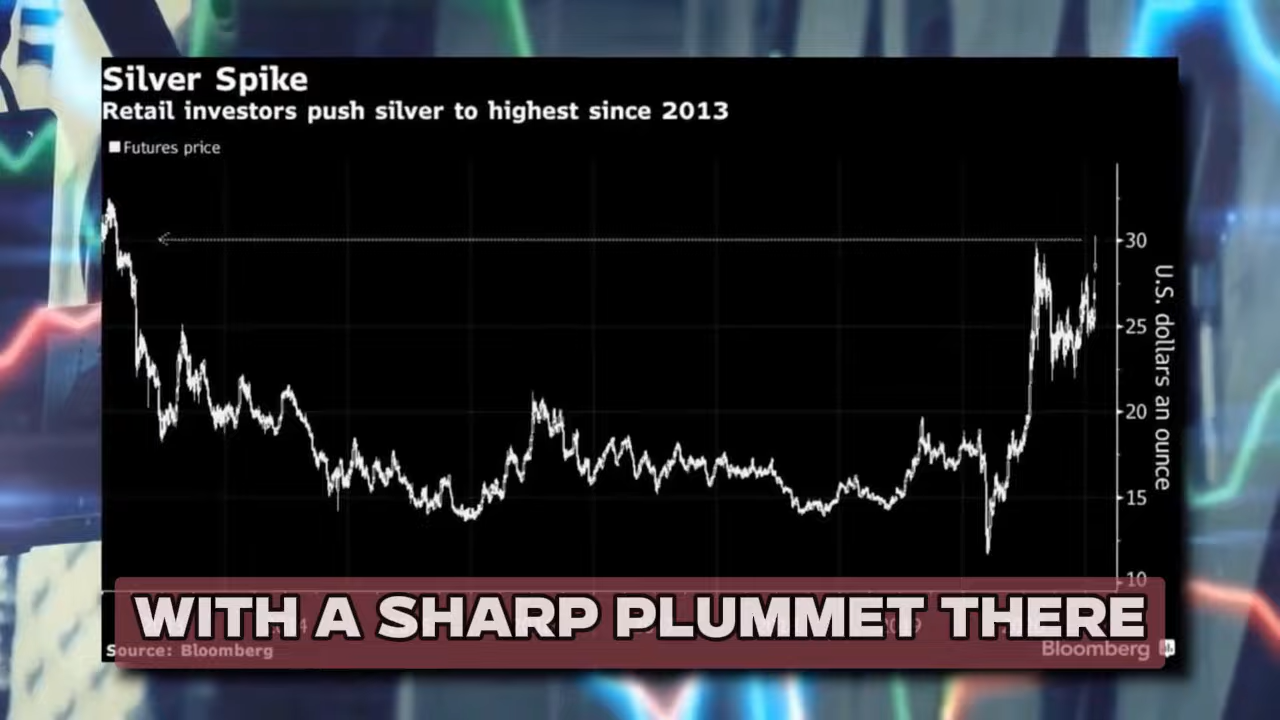 Silver Spike
Retail investors push silver to highest since 2013
Futures price
30
25
20
15
10
U.S. dollars an ounce
WITH A SHARP PLUMMET THERE
Source: Bloomberg
Bloomberg